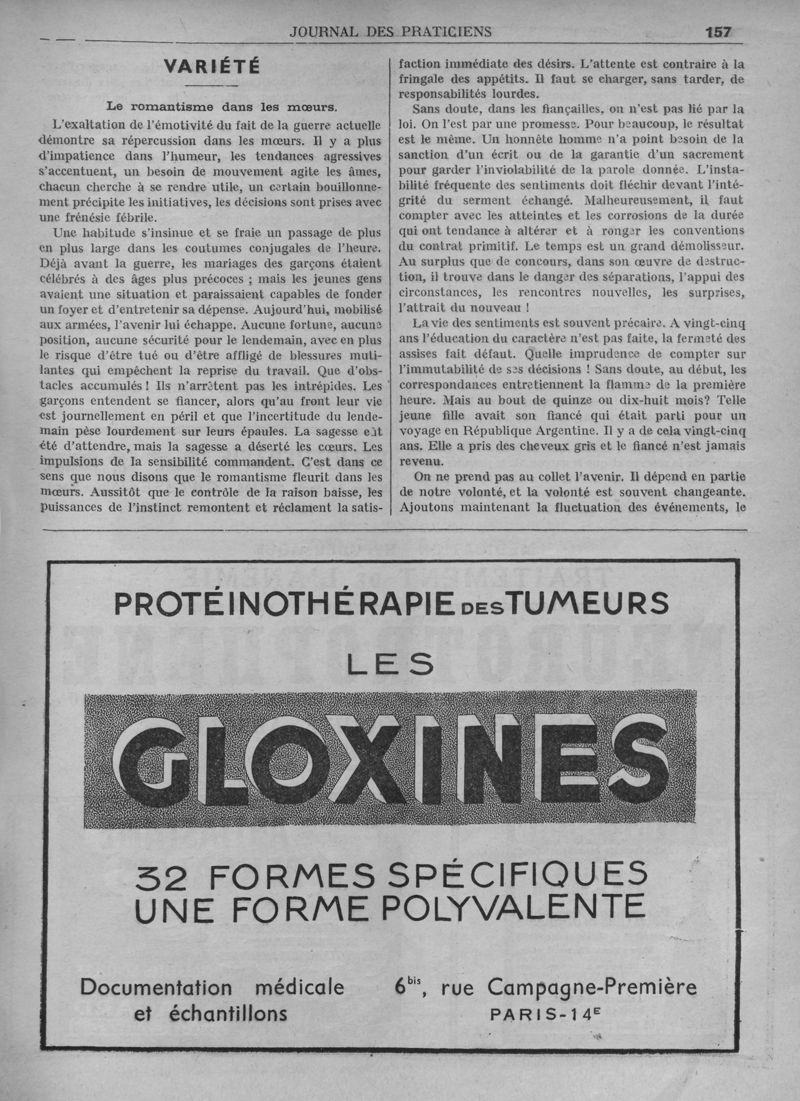 JOURNAL DES PRATICIENS 157
VARIÉTÉ
Le romantisme dans les mœurs.
L'exaltation de l'émotivité du fait de la guerre actuelle
démontre sa répercussion dans les mœurs. Il y a plus
d'impatience dans l'humeur, les tendances agressives
s'accentuent, un besoin de mouvement agite les âmes,
chacun cherche à se rendre utile, un certain bouillonne-
ment précipite les initiatives, les décisions sont prises avec
une frénésie fébrile.
Une habitude s'insinue et se fraie un passage de plus
en plus large dans les coutumes conjugales de l'heure.
Déjà avant la guerre, les mariages des garçons étaient
célébrés à des âges plus précoces ; mais les jeunes gens
avaient une situation et paraissaient capables de fonder
un foyer et d'entretenir sa dépense. Aujourd'hui, mobilisé
aux armées, l'avenir lui échappe. Aucune fortune, aucune
position, aucune sécurité pour le lendemain, avec en plus
le risque d'être tué ou d'être affligé de blessures muti-
lantes qui empêchent la reprise du travail. Que d'obs-
tacles accumulés ! Ils n'arrêtent pas les intrépides. Les
garçons entendent se fiancer, alors qu'au front leur vie
est journellement en péril et que l'incertitude du lende-
main pèse lourdement sur leurs épaules. La sagesse eût
été d'attendre, mais la sagesse a déserté les cœurs. Les
impulsions de la sensibilité commandent. C'est dans ce
sens que nous disons que le romantisme fleurit dans les
mœurs. Aussitôt que le contrôle de la raison baisse, les
puissances de l'instinct remontent et réclament la satis-
faction immédiate des désirs. L'attente est contraire à la
fringale des appétits. Il faut se charger, sans tarder, de
responsabilités lourdes.
Sans doute, dans les fiançailles, on n'est pas lié par la
loi. On l'est par une promesse. Pour beaucoup, le résultat
est le même. Un honnête homme n'a point besoin de la
sanction d'un écrit ou de la garantie d'un sacrement
pour garder l'inviolabilité de la parole donnée. L'insta-
bilité fréquente des sentiments doit fléchir devant l'inté-
grité du serment échangé. Malheureusement, il faut
compter avec les atteintes et les corrosions de la durée
qui ont tendance à altérer et à ronger les conventions
du contrat primitif. Le temps est un grand démolisseur.
Au surplus que de concours, dans son œuvre de destruc-
tion, il trouve dans le danger des séparations, l'appui des
circonstances, les rencontres nouvelles, les surprises,
l'attrait du nouveau !
La vie des sentiments est souvent précaire. A vingt-cinq
ans l'éducation du caractère n'est pas faite, la fermeté des
assises fait défaut. Quelle imprudence de compter sur
l'immutabilité de ses décisions ! Sans doute, au début, les
correspondances entretiennent la flamme de la première
heure. Mais au bout de quinze ou dix-huit mois? Telle
jeune fille avait son fiancé qui était parti pour un
voyage en République Argentine. Il y a de cela vingt-cinq
ans. Elle a pris des cheveux gris et le fiancé n'est jamais
revenu.
On ne prend pas au collet l'avenir. Il dépend en partie
de notre volonté, et la volonté est souvent changeante.
Ajoutons maintenant la fluctuation des événements, le
PROTÉINOTHÉRAPIE DES TUMEURS
LES
GLOXINES
32 FORMES SPÉCIFIQUES
UNE FORME POLYVALENTE
Documentation médicale
et échantillons
6bis, rue Campagne-Première
PARIS-14E